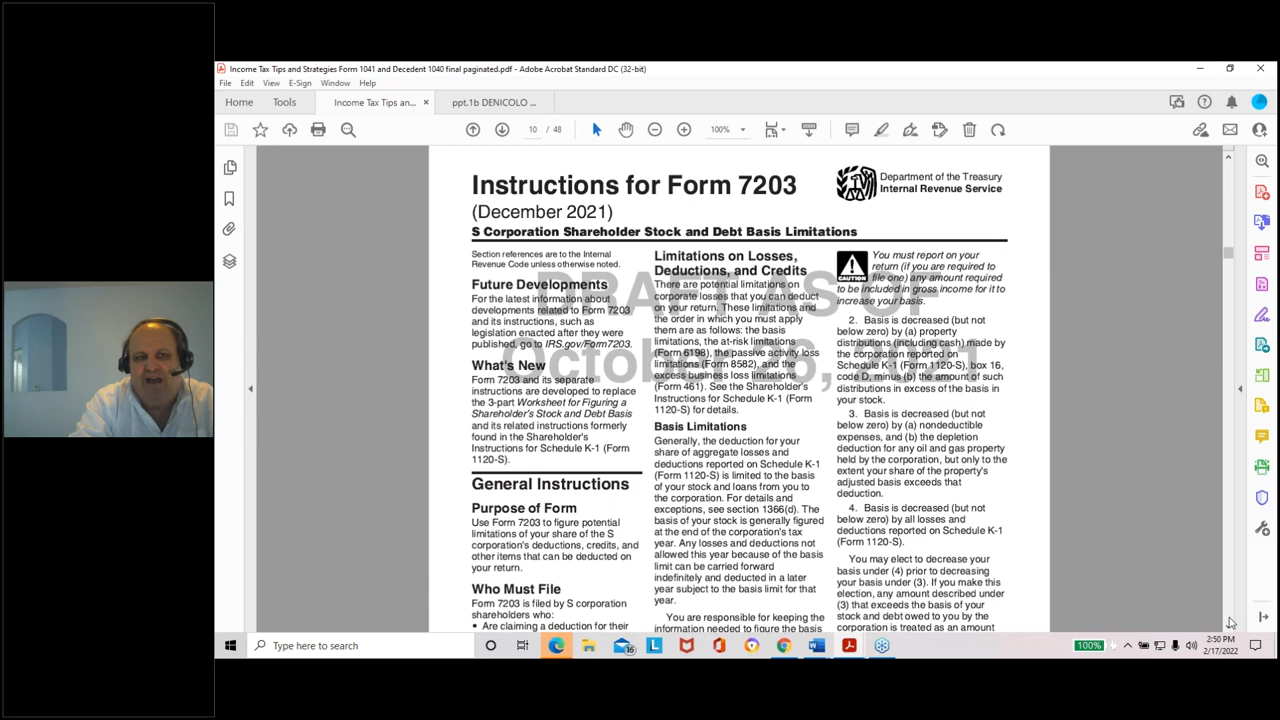 Income Tax Tips and Strategies Form 1041 and Decedent 1040 final paginated.pdf - Adobe Acrobat Standard DC (32-bit)
File Edit View E-Sign Window Help
Home Tools Income Tax Tips an... × ppt.1b DENICOLO ...
10 / 48 100%
Instructions for Form 7203
(December 2021)
Department of the Treasury
Internal Revenue Service
S Corporation Shareholder Stock and Debt Basis Limitations
DRAFT AS OF
October 26, 2021
Section references are to the Internal
Revenue Code unless otherwise noted.
Future Developments
For the latest information about
developments related to Form 7203
and its instructions, such as
legislation enacted after they were
published, go to IRS.gov/Form7203.
What's New
Form 7203 and its separate
instructions are developed to replace
the 3-part Worksheet for Figuring a
Shareholder's Stock and Debt Basis
and its related instructions formerly
found in the Shareholder's
Instructions for Schedule K-1 (Form
1120-S).
General Instructions
Purpose of Form
Use Form 7203 to figure potential
limitations of your share of the S
corporation's deductions, credits, and
other items that can be deducted on
your return.
Who Must File
Form 7203 is filed by S corporation
shareholders who:
• Are claiming a deduction for their
Limitations on Losses,
Deductions, and Credits
There are potential limitations on
corporate losses that you can deduct
on your return. These limitations and
the order in which you must apply
them are as follows: the basis
limitations, the at-risk limitations
(Form 6198), the passive activity loss
limitations (Form 8582), and the
excess business loss limitations
(Form 461). See the Shareholder's
Instructions for Schedule K-1 (Form
1120-S) for details.
Basis Limitations
Generally, the deduction for your
share of aggregate losses and
deductions reported on Schedule K-1
(Form 1120-S) is limited to the basis
of your stock and loans from you to
the corporation. For details and
exceptions, see section 1366(d). The
basis of your stock is generally figured
at the end of the corporation's tax
year. Any losses and deductions not
allowed this year because of the basis
limit can be carried forward
indefinitely and deducted in a later
year subject to the basis limit for that
year.
You are responsible for keeping the
information needed to figure the basis
CAUTION
You must report on your
return (if you are required to
file one) any amount required
to be included in gross income for it to
increase your basis.
2. Basis is decreased (but not
below zero) by (a) property
distributions (including cash) made by
the corporation reported on
Schedule K-1 (Form 1120-S), box 16,
code D, minus (b) the amount of such
distributions in excess of the basis in
your stock.
3. Basis is decreased (but not
below zero) by (a) nondeductible
expenses, and (b) the depletion
deduction for any oil and gas property
held by the corporation, but only to the
extent your share of the property's
adjusted basis exceeds that
deduction.
4. Basis is decreased (but not
below zero) by all losses and
deductions reported on Schedule K-1
(Form 1120-S).
You may elect to decrease your
basis under (4) prior to decreasing
your basis under (3). If you make this
election, any amount described under
(3) that exceeds the basis of your
stock and debt owed to you by the
corporation is treated as an amount
Type here to search
16
100%
2:50 PM
2/17/2022